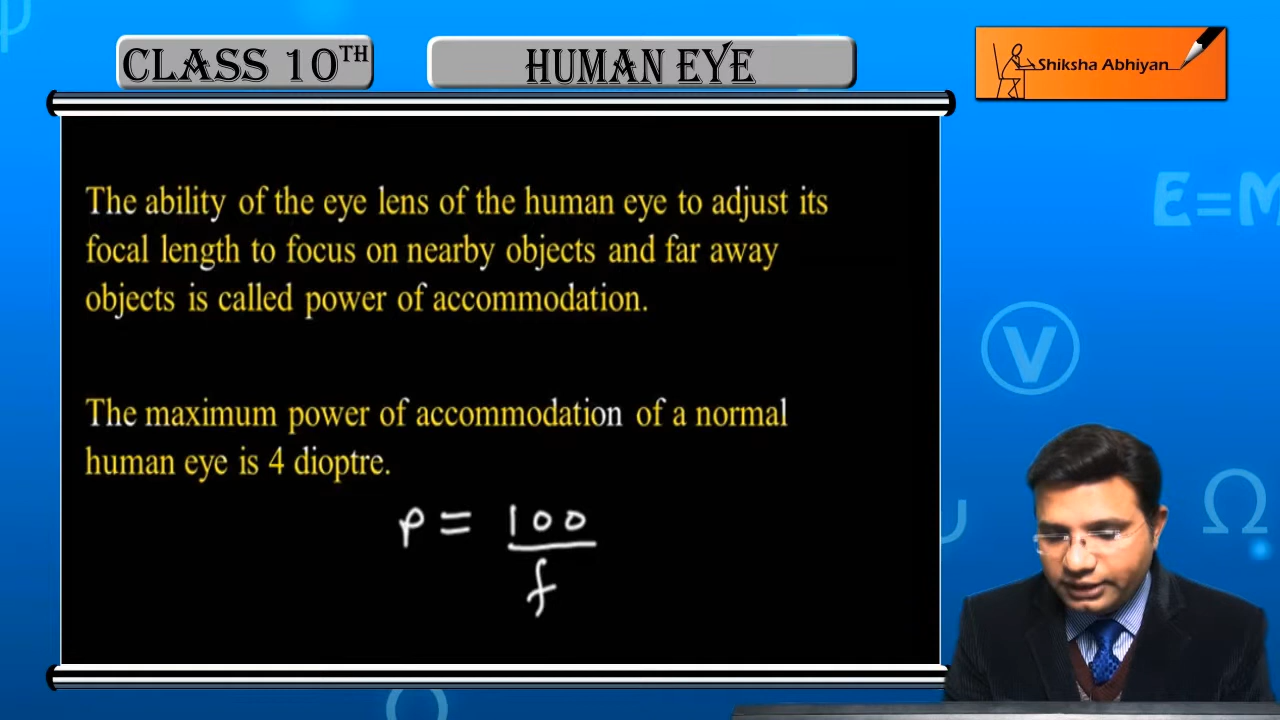 CLASS 10TH
HUMAN EYE
Shiksha Abhiyan
The ability of the eye lens of the human eye to adjust its
focal length to focus on nearby objects and far away
objects is called power of accommodation.
The maximum power of accommodation of a normal
human eye is 4 dioptre.
P = 100
f
E=M
V
Ω